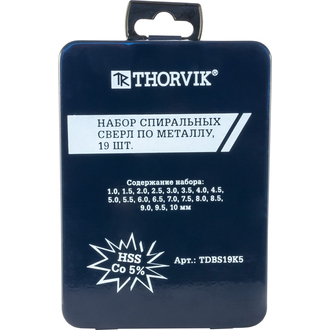 TR THORVIK®
НАБОР СПИРАЛЬНЫХ
СВЕРЛ ПО МЕТАЛЛУ,
19 ШТ.
Содержание набора:
1.0, 1.5, 2.0, 2.5, 3.0, 3.5, 4.0, 4.5,
5.0, 5.5, 6.0, 6.5, 7.0, 7.5, 8.0, 8.5,
9.0, 9.5, 10 мм
HSS
Co 5%
Арт.: TDBS19K5